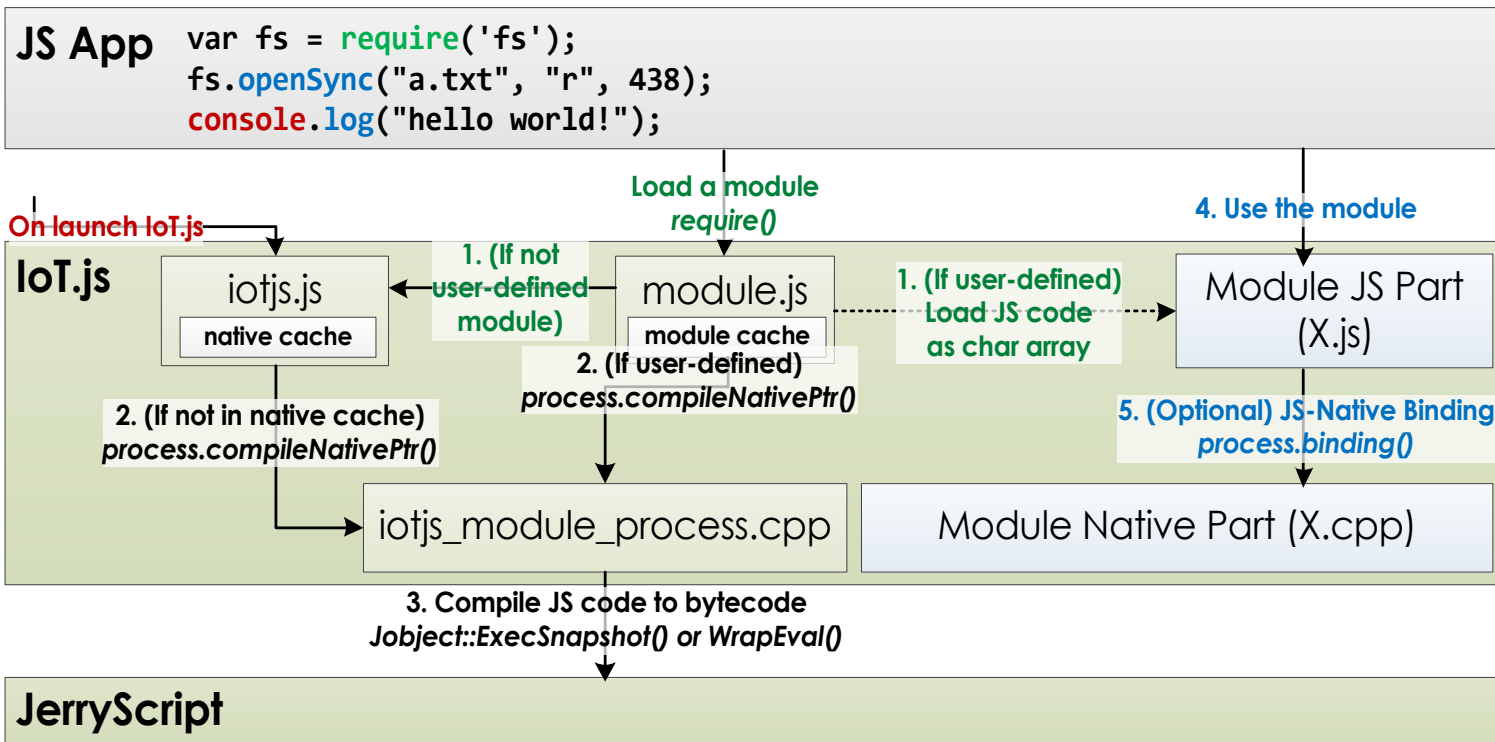 JS App
var fs = require('fs');
fs.openSync("a.txt", "r", 438);
console.log("hello world!");
Load a module
require()
4. Use the module
On launch IoT.js
IoT.js
iotjs.js
native cache
1. (If not
user-defined
module)
module.js
module cache
1. (If user-defined)
Load JS code
as char array
Module JS Part
(X.js)
2. (If user-defined)
process.compileNativePtr()
2. (If not in native cache)
process.compileNativePtr()
5. (Optional) JS-Native Binding
process.binding()
iotjs_module_process.cpp
Module Native Part (X.cpp)
3. Compile JS code to bytecode
Jobject::ExecSnapshot() or WrapEval()
JerryScript